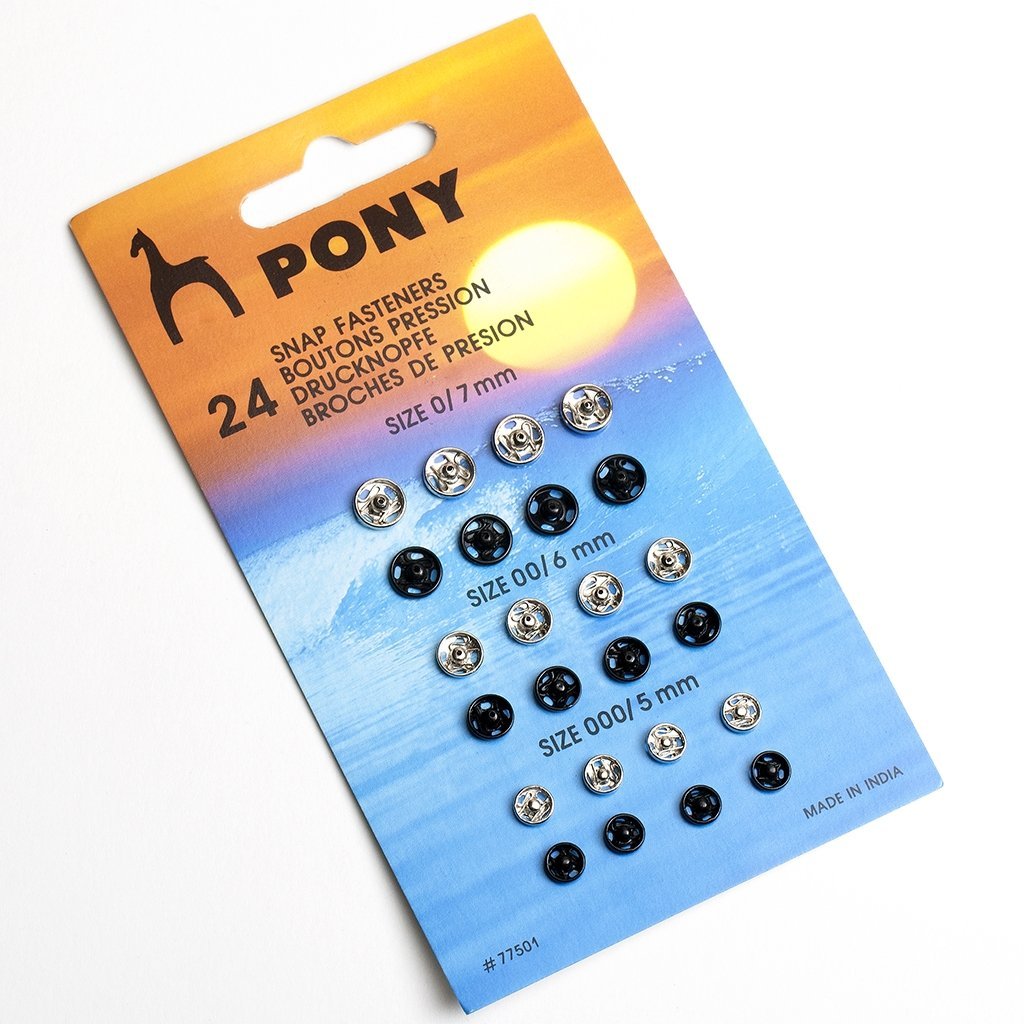 PONY
24
SNAP FASTENERS
BOUTONS PRESSION
DRUCKNOPFE
BROCHES DE PRESION
SIZE 0/7 mm
SIZE 00/6 mm
SIZE 000/5 mm
MADE IN INDIA
#77501